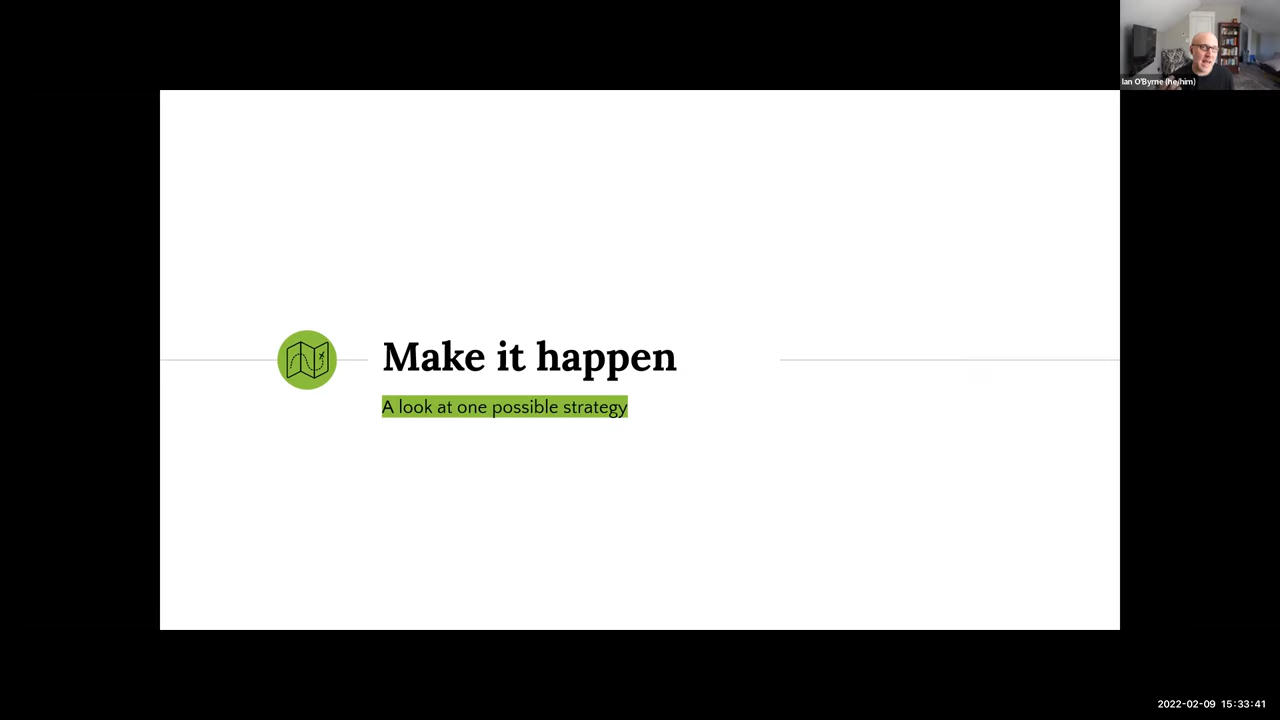 Ian O'Byrne (he/him)
Make it happen
A look at one possible strategy
2022-02-09 15:33:41